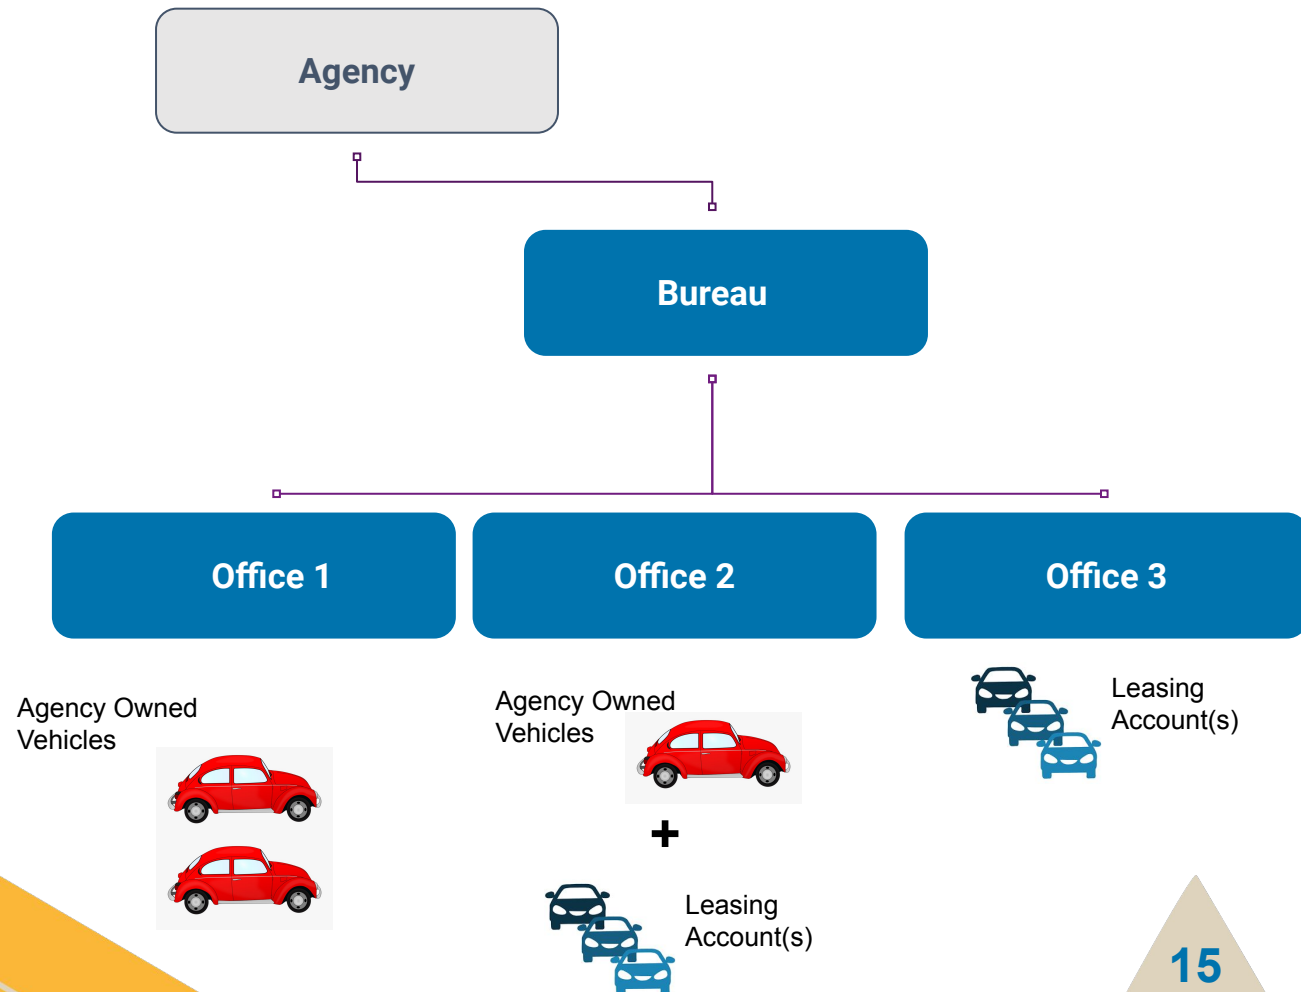 Agency
Bureau
Office 1
Office 2
Office 3
Agency Owned
Vehicles
Agency Owned
Vehicles
+
Leasing
Account(s)
Leasing
Account(s)
15